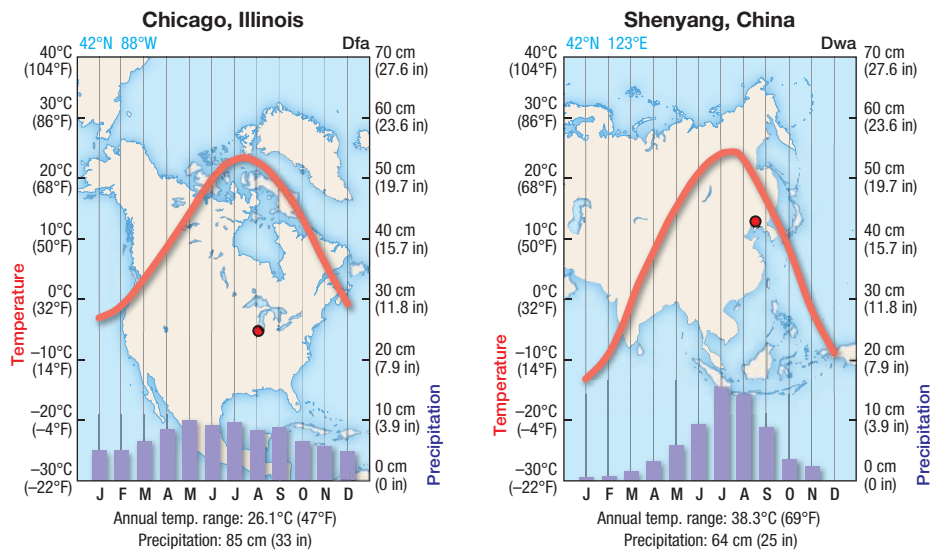 Chicago, Illinois
42°N 88°W
Dfa
40°C
(104°F)
30°C
(86°F)
20°C
(68°F)
10°C
(50°F)
0°C
(32°F)
–10°C
(14°F)
–20°C
(–4°F)
–30°C
(–22°F)
Temperature
70 cm
(27.6 in)
60 cm
(23.6 in)
50 cm
(19.7 in)
40 cm
(15.7 in)
30 cm
(11.8 in)
20 cm
(7.9 in)
10 cm
(3.9 in)
0 cm
(0 in)
Precipitation
J F M A M J J A S O N D
Annual temp. range: 26.1°C (47°F)
Precipitation: 85 cm (33 in)
Shenyang, China
42°N 123°E
Dwa
40°C
(104°F)
30°C
(86°F)
20°C
(68°F)
10°C
(50°F)
0°C
(32°F)
–10°C
(14°F)
–20°C
(–4°F)
–30°C
(–22°F)
Temperature
70 cm
(27.6 in)
60 cm
(23.6 in)
50 cm
(19.7 in)
40 cm
(15.7 in)
30 cm
(11.8 in)
20 cm
(7.9 in)
10 cm
(3.9 in)
0 cm
(0 in)
Precipitation
J F M A M J J A S O N D
Annual temp. range: 38.3°C (69°F)
Precipitation: 64 cm (25 in)